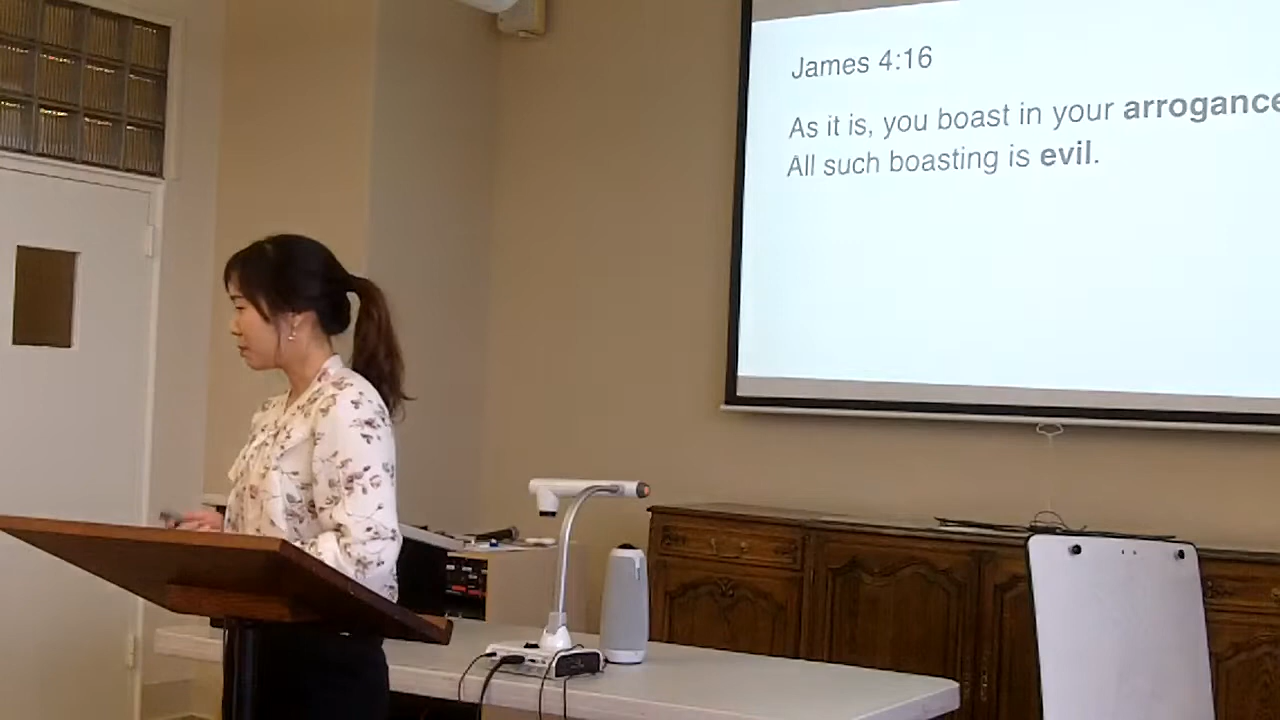 James 4:16
As it is, you boast in your arrogance
All such boasting is evil.